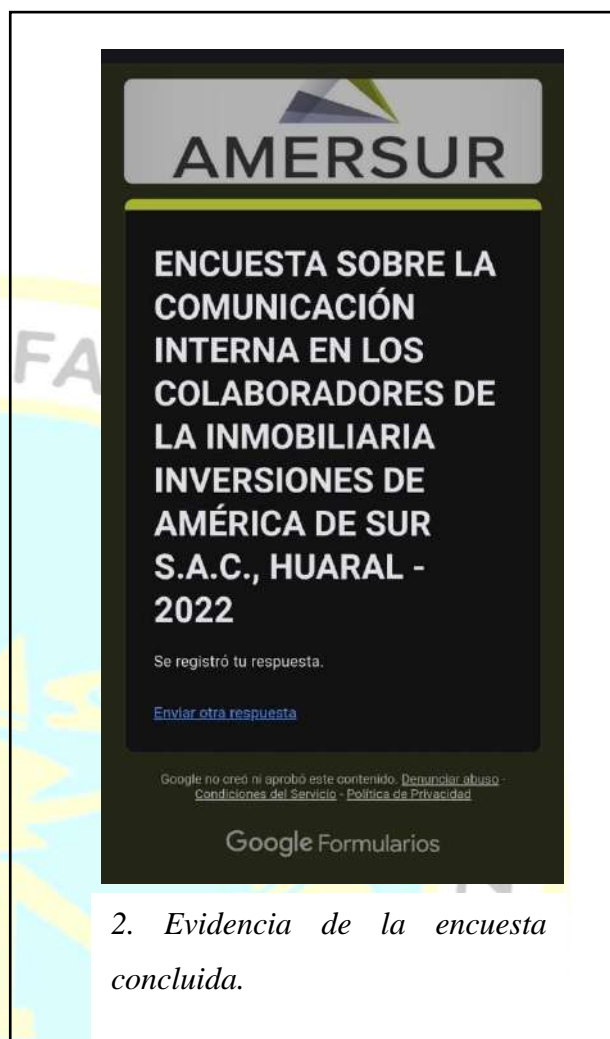 AMERSUR
ENCUESTA SOBRE LA
COMUNICACIÓN
INTERNA EN LOS
COLABORADORES DE
LA INMOBILIARIA
INVERSIONES DE
AMÉRICA DE SUR
S.A.C., HUARAL -
2022
Se registró tu respuesta.
Enviar otra respuesta
Google no creó ni aprobó este contenido. Denunciar abuso -
Condiciones del Servicio - Política de Privacidad
Google Formularios
FA
2. Evidencia de la encuesta
concluida.